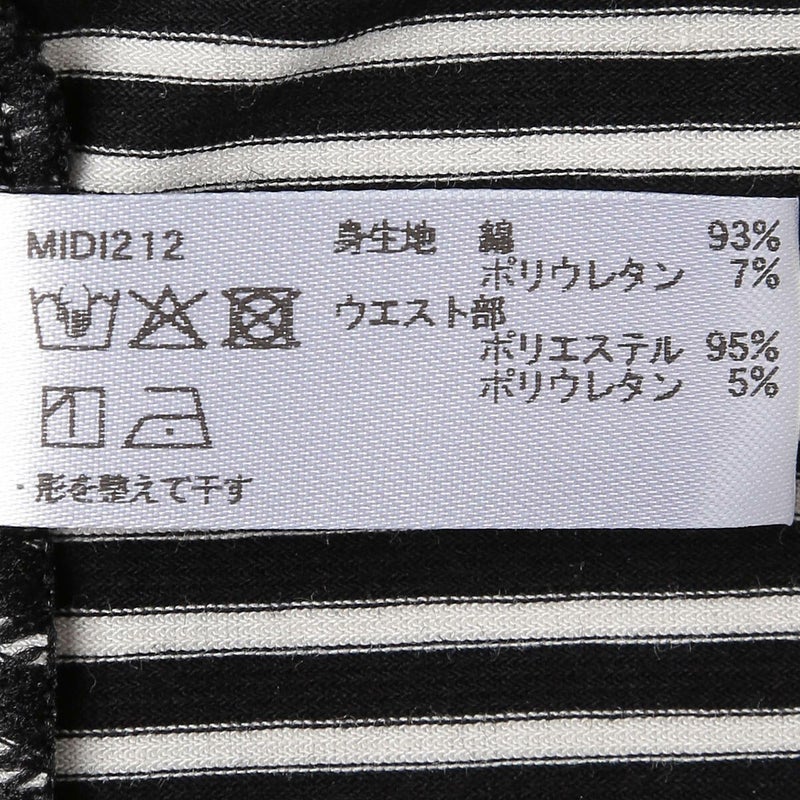 MIDI212
身生地 綿 93%
ポリウレタン 7%
ウエスト部
ポリエステル 95%
ポリウレタン 5%
・形を整えて干す